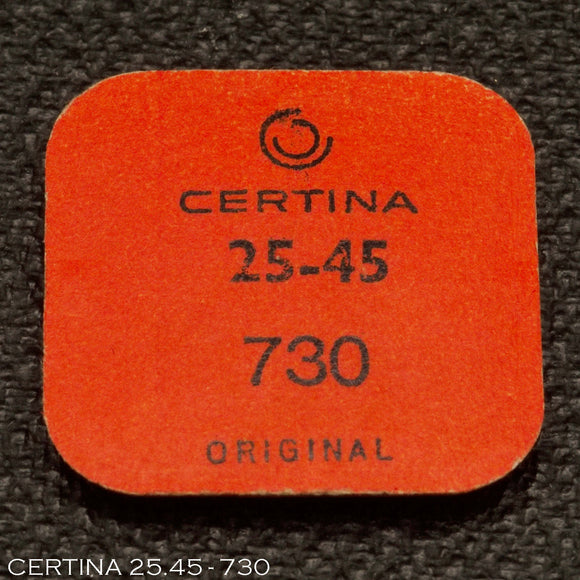 CERTINA
25-45
730
ORIGINAL
CERTINA 25.45 - 730